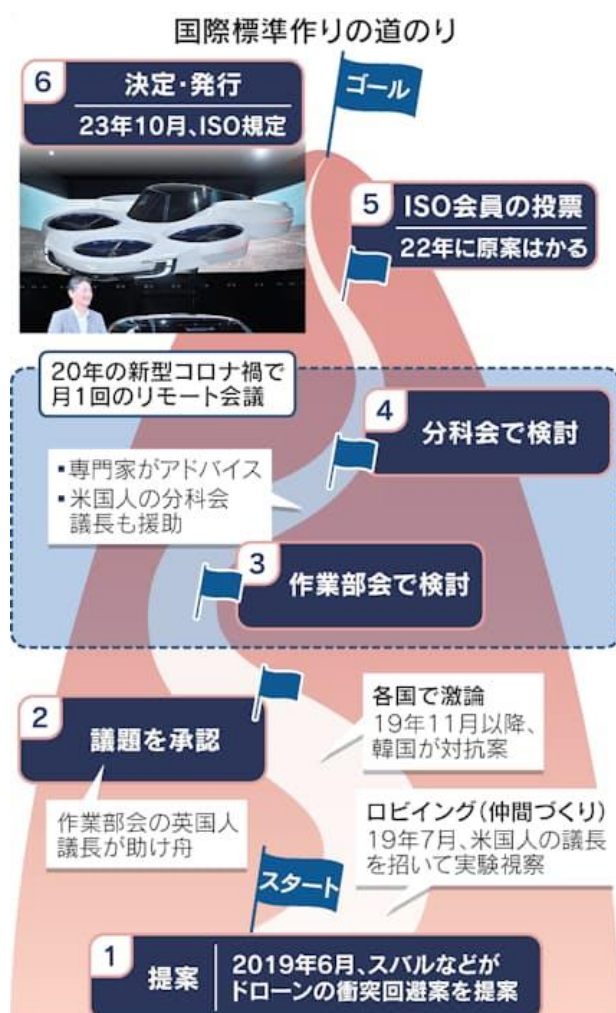 国際標準作りの道のり
6
決定・発行
23年10月、ISO規定
ゴール
5
ISO会員の投票
22年に原案はかる
20年の新型コロナ禍で
月1回のリモート会議
4
分科会で検討
▪専門家がアドバイス
▪米国人の分科会
議長も援助
3
作業部会で検討
2
議題を承認
各国で激論
19年11月以降、
韓国が対抗案
作業部会の英国人
議長が助け舟
ロビイング(仲間づくり)
19年7月、米国人の議長
を招いて実験視察
スタート
1
提案
2019年6月、スバルなどが
ドローンの衝突回避案を提案